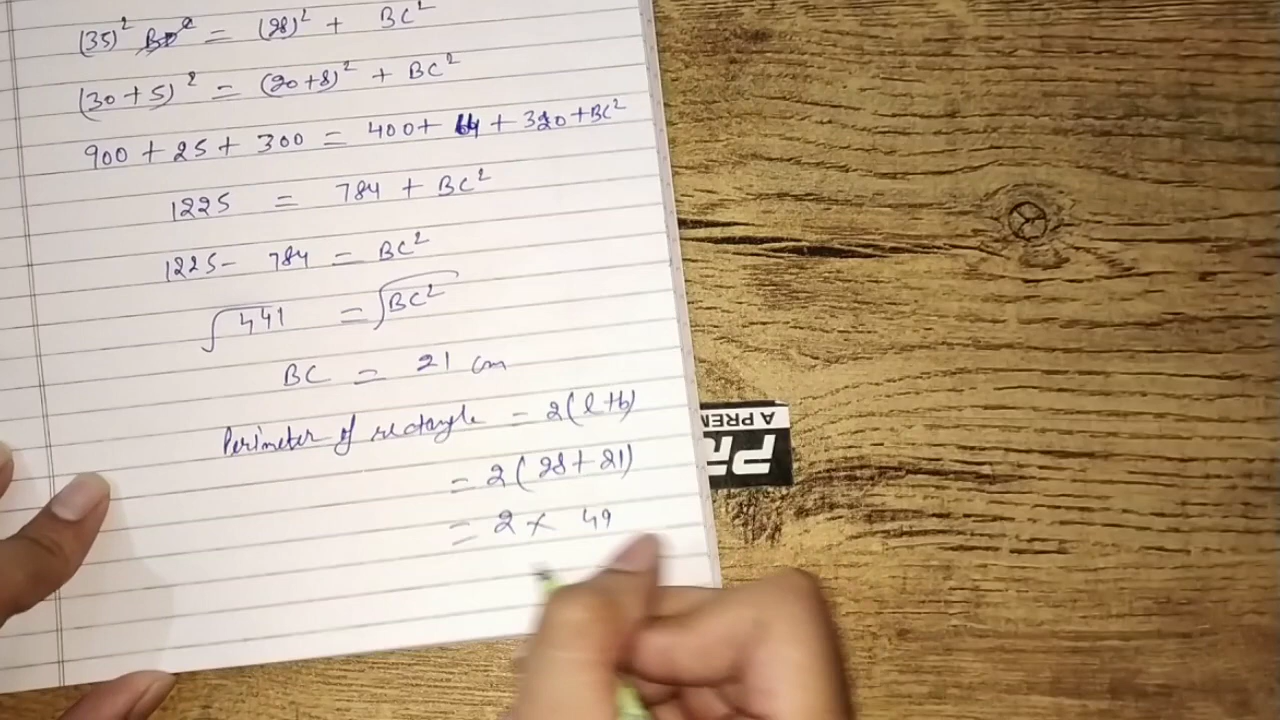 (35)² = (28)² + BC²
(30+5)² = (20+8)² + BC²
900 + 25 + 300 = 400 + 64 + 320 + BC²
1225 = 784 + BC²
1225 - 784 = BC²
√441 = √BC²
BC = 21 cm
Perimeter of rectangle = 2(l+b)
= 2(28+21)
= 2 × 49
A PREM
PR